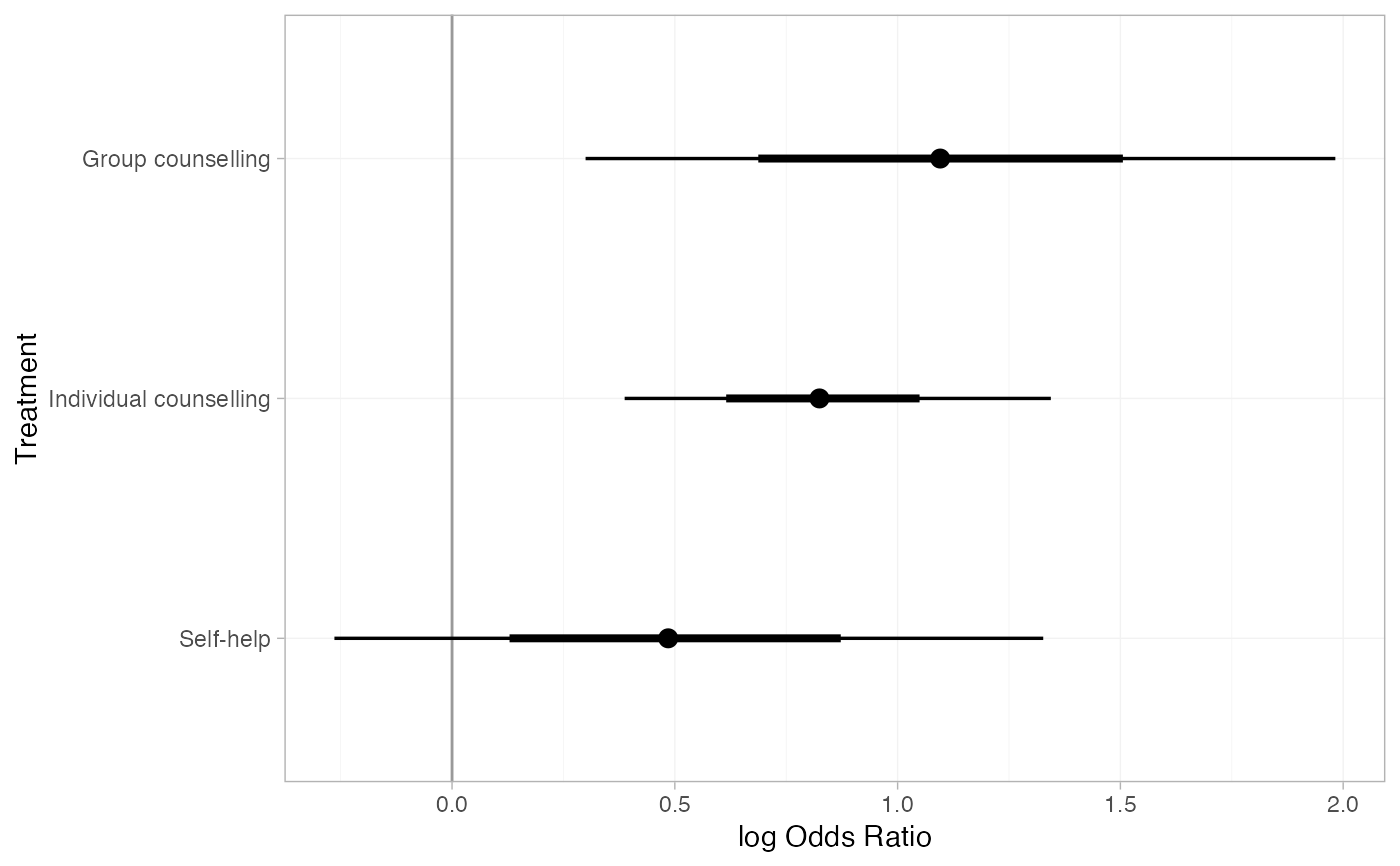 Group counselling
Individual counselling
Self-help
Treatment
0.0 0.5 1.0 1.5 2.0
log Odds Ratio